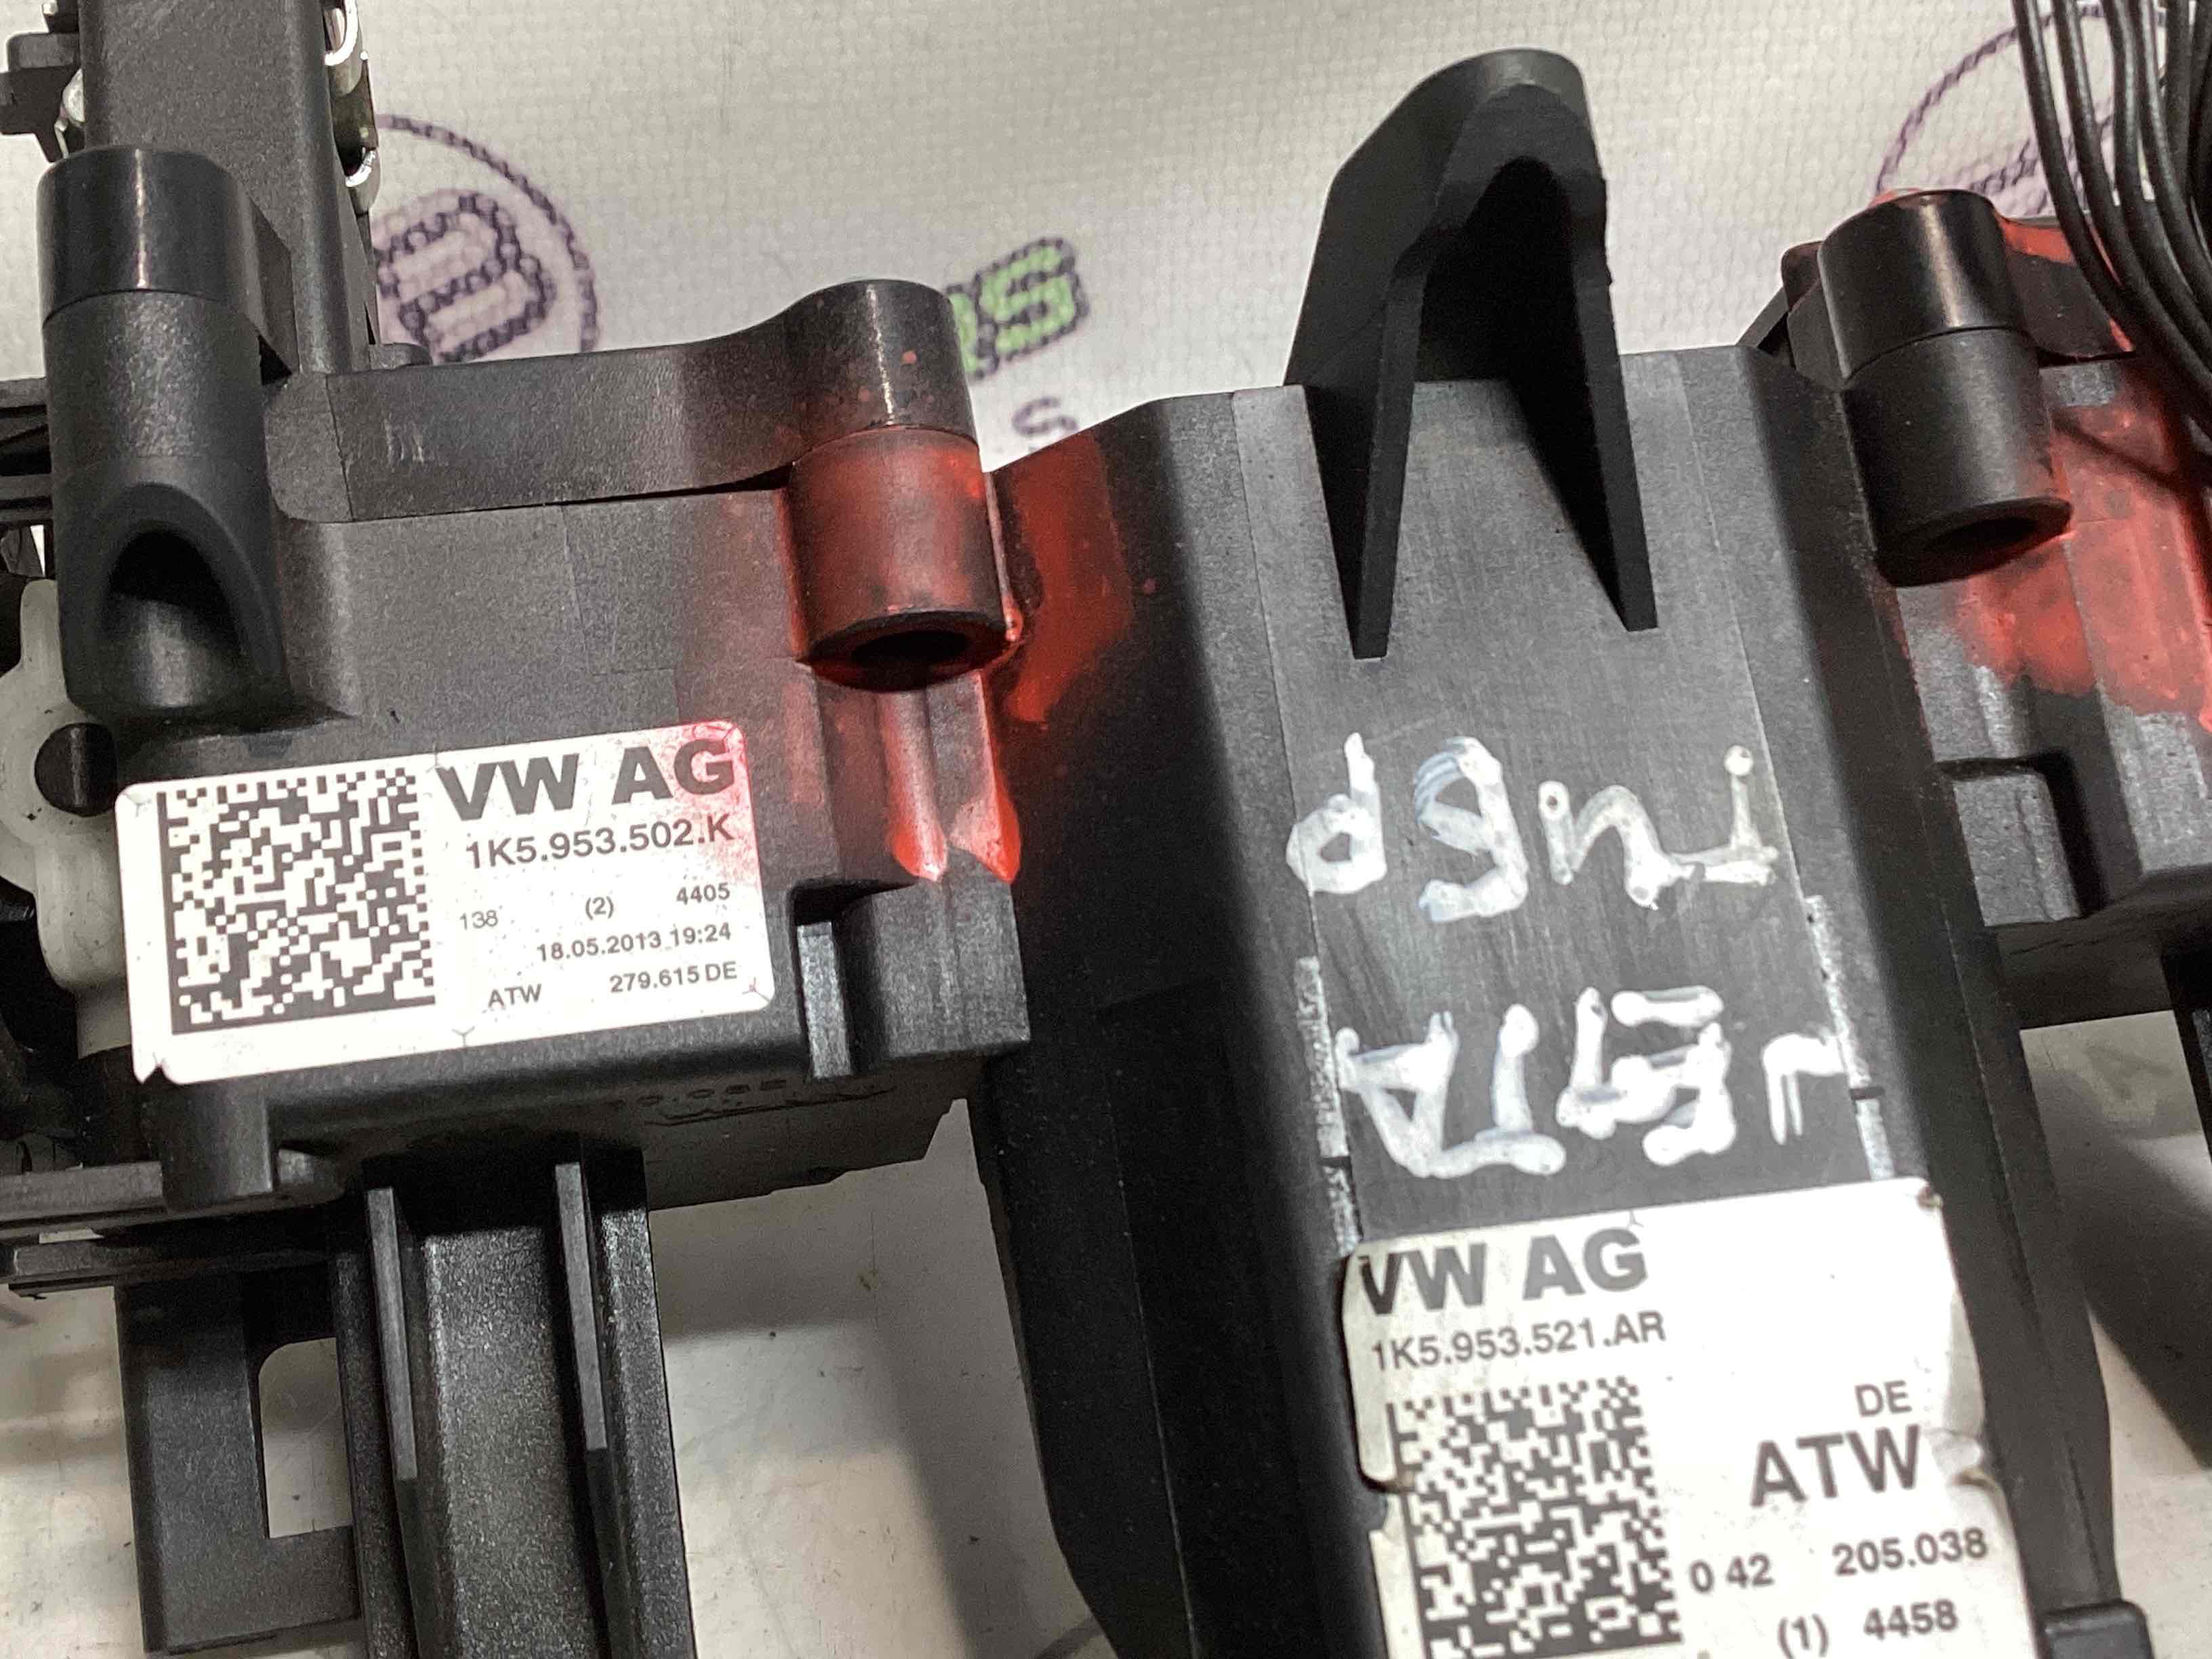 VW AG
1K5.953.502.K
138 (2) 4405
18.05.2013 19:24
ATW 279.615 DE
JETTA
VW AG
1K5.953.521.AR
DE
ATW
0 42 205.038
(1) 4458